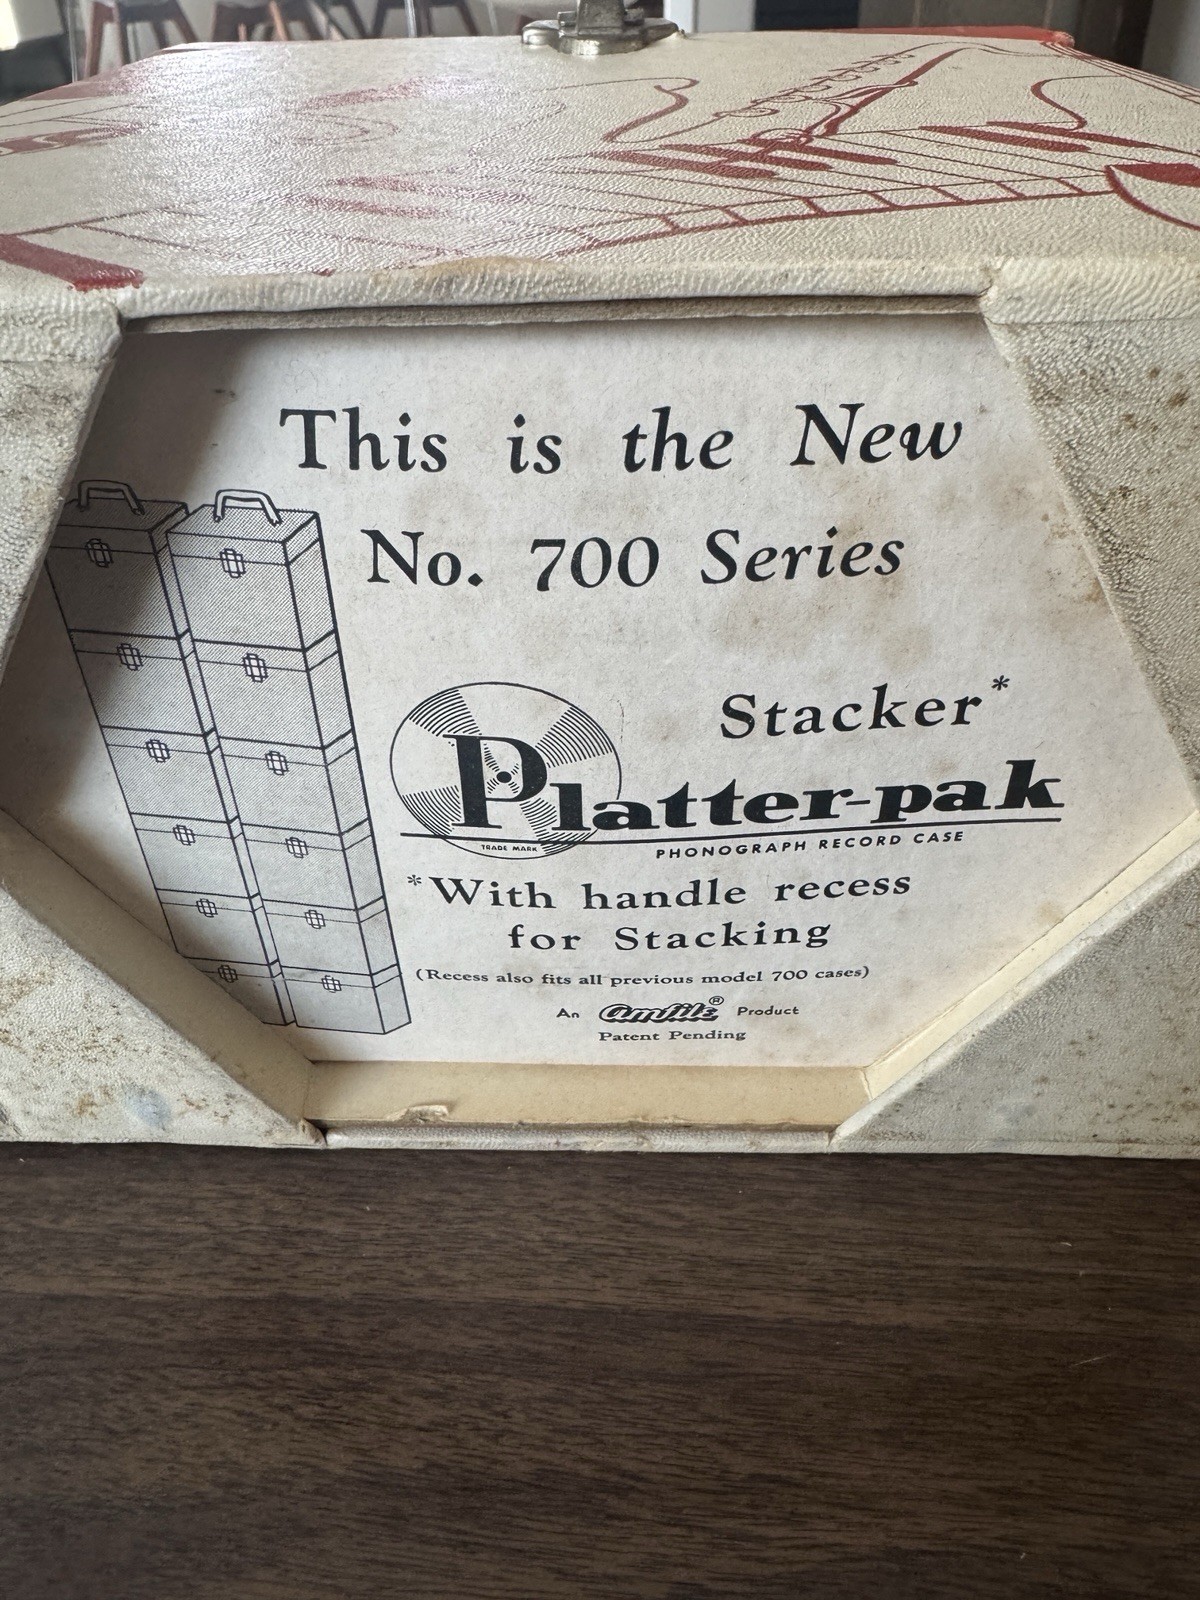 This is the New
No. 700 Series
Stacker*
Platter-pak
TRADE MARK
PHONOGRAPH RECORD CASE
*With handle recess
for Stacking
(Recess also fits all previous model 700 cases)
An Amfile® Product
Patent Pending